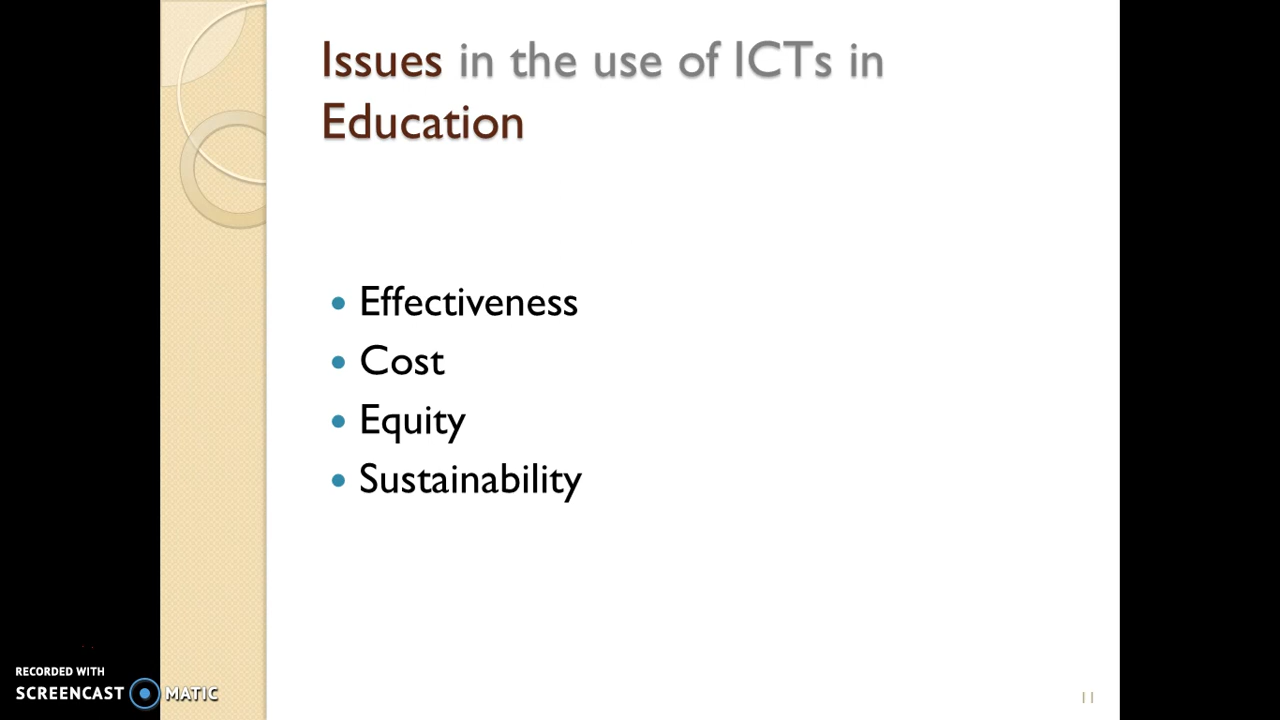 Issues in the use of ICTs in
Education
• Effectiveness
• Cost
• Equity
• Sustainability
RECORDED WITH
SCREENCAST MATIC
11